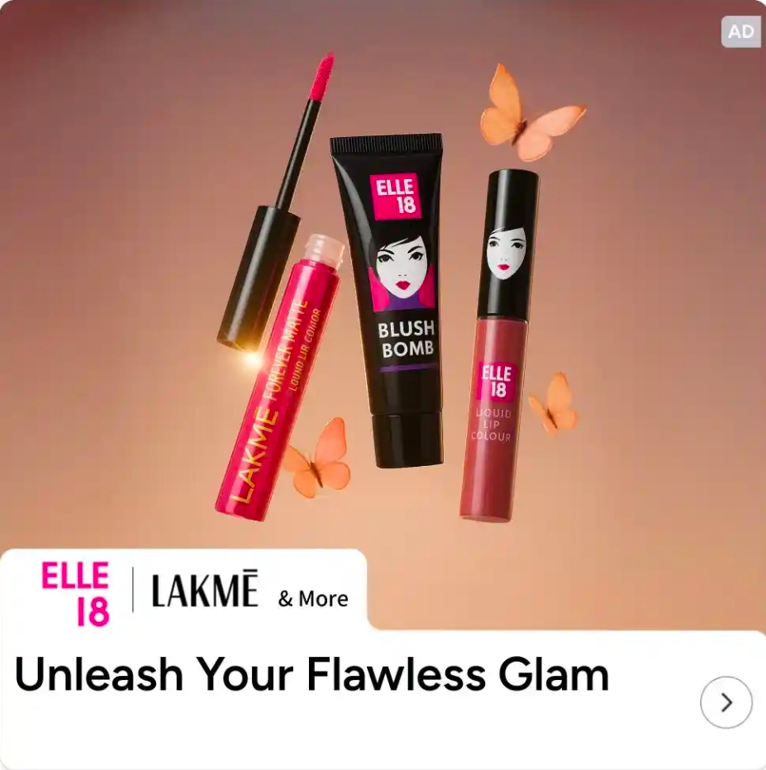 AD
ELLE
18
BLUSH
BOMB
LAKMÉ FOREVER MATTE
LIQUID LIP COLOUR
ELLE
18
LIQUID
LIP
COLOUR
ELLE
18
LAKMĒ
& More
Unleash Your Flawless Glam